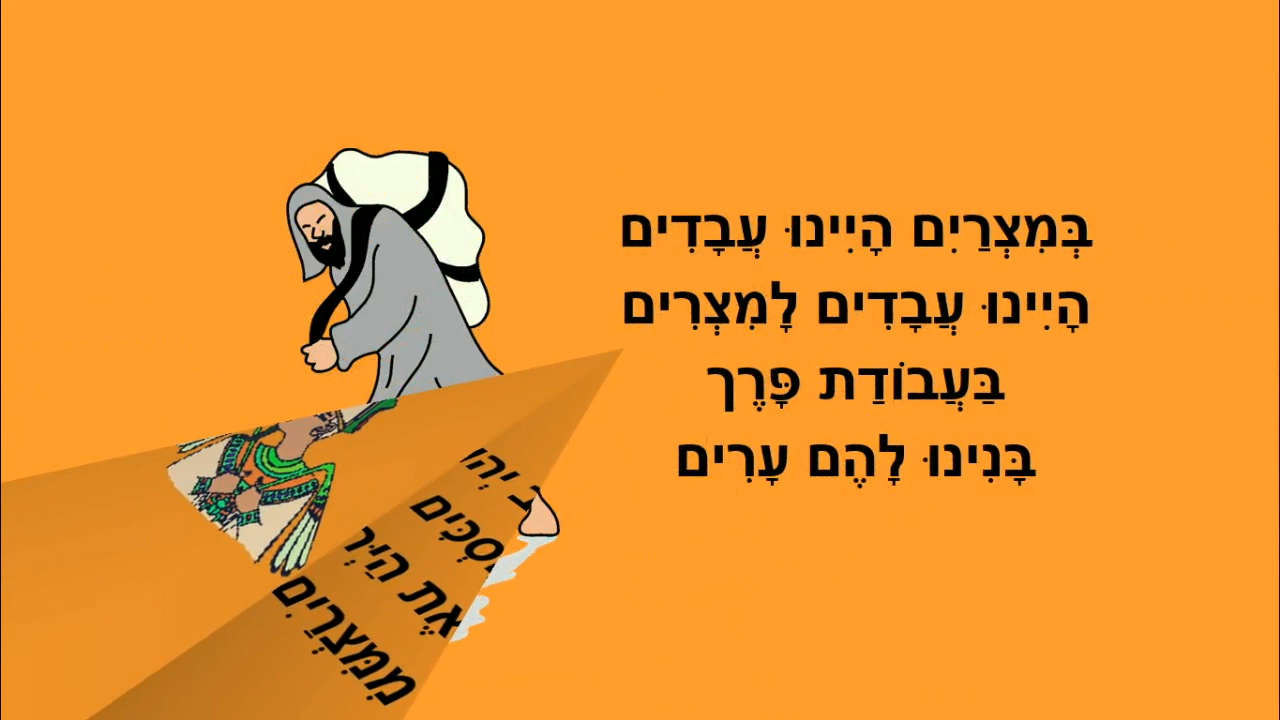 בְּמִצְרַיִם הָיִינוּ עֲבָדִים
הָיִינוּ עֲבָדִים לָמִצְרִים
בַּעֲבוֹדַת פָּרֶך
בָּנִינוּ לָהֶם עָרִים
אֶת
מִמִּצְרַיִם